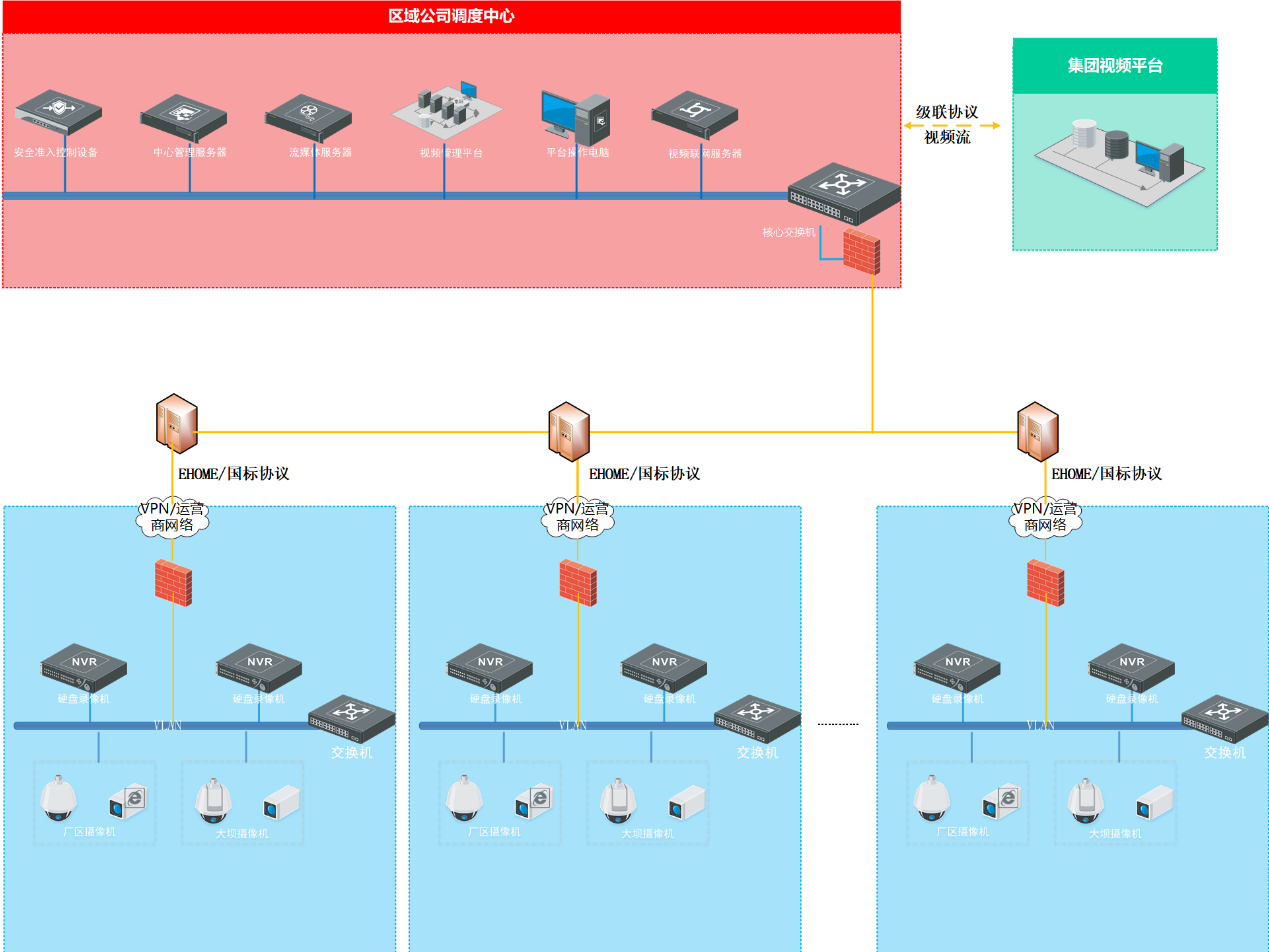 区域公司调度中心
集团视频平台
级联协议
视频流
安全准入控制设备
中心管理服务器
流媒体服务器
视频管理平台
平台操作电脑
视频联网服务器
核心交换机
EHOME/国标协议
EHOME/国标协议
EHOME/国标协议
VPN/运营
商网络
VPN/运营
商网络
VPN/运营
商网络
NVR
NVR
NVR
NVR
NVR
NVR
硬盘录像机
硬盘录像机
硬盘录像机
硬盘录像机
硬盘录像机
硬盘录像机
VLAN
VLAN
VLAN
交换机
交换机
交换机
厂区摄像机
大坝摄像机
厂区摄像机
大坝摄像机
厂区摄像机
大坝摄像机